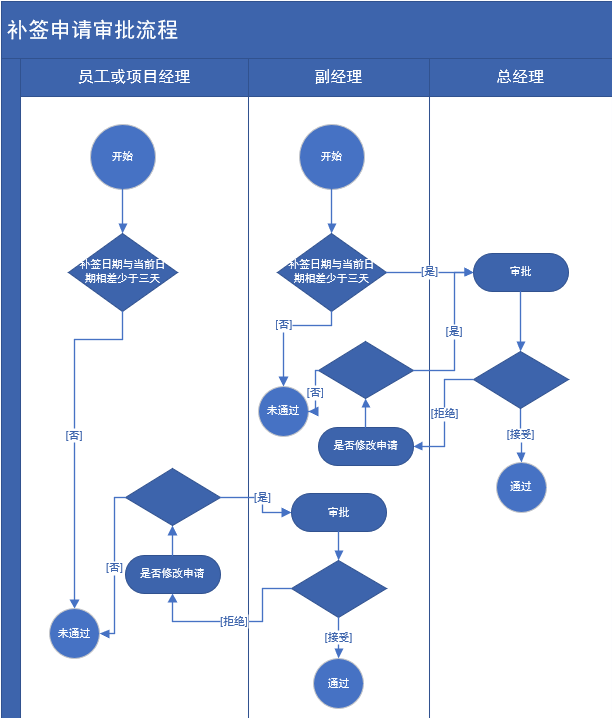 补签申请审批流程
员工或项目经理
副经理
总经理
开始
开始
补签日期与当前日
期相差少于三天
补签日期与当前日
期相差少于三天
[是]
审批
[否]
[是]
[否]
未通过
[拒绝]
[否]
是否修改申请
[接受]
通过
[是]
审批
[否]
是否修改申请
[拒绝]
未通过
[接受]
通过